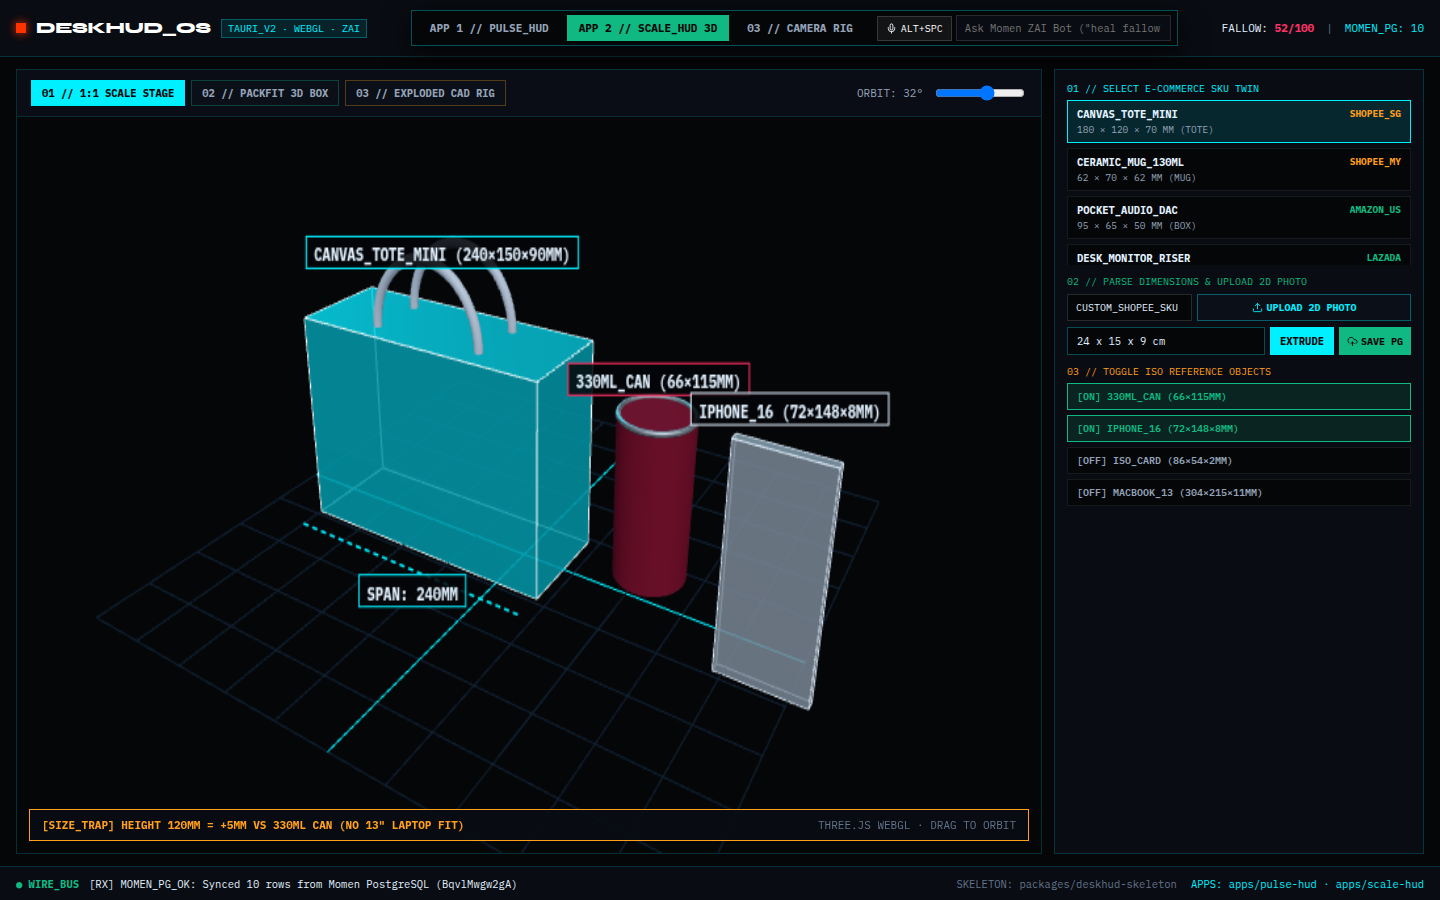 DESKHUD_OS
TAURI_V2 · WEBGL · ZAI
APP 1 // PULSE_HUD
APP 2 // SCALE_HUD 3D
03 // CAMERA RIG
ALT+SPC
Ask Momen ZAI Bot ("heal fallow
FALLOW: 52/100 | MOMEN_PG: 10
01 // 1:1 SCALE STAGE
02 // PACKFIT 3D BOX
03 // EXPLODED CAD RIG
ORBIT: 32°
CANVAS_TOTE_MINI (240×150×90MM)
330ML_CAN (66×115MM)
IPHONE_16 (72×148×8MM)
SPAN: 240MM
[SIZE_TRAP] HEIGHT 120MM = +5MM VS 330ML CAN (NO 13" LAPTOP FIT)
THREE.JS WEBGL · DRAG TO ORBIT
01 // SELECT E-COMMERCE SKU TWIN
CANVAS_TOTE_MINI SHOPEE_SG
180 × 120 × 70 MM (TOTE)
CERAMIC_MUG_130ML SHOPEE_MY
62 × 70 × 62 MM (MUG)
POCKET_AUDIO_DAC AMAZON_US
95 × 65 × 50 MM (BOX)
DESK_MONITOR_RISER LAZADA
02 // PARSE DIMENSIONS & UPLOAD 2D PHOTO
CUSTOM_SHOPEE_SKU
UPLOAD 2D PHOTO
24 x 15 x 9 cm
EXTRUDE
SAVE PG
03 // TOGGLE ISO REFERENCE OBJECTS
[ON] 330ML_CAN (66×115MM)
[ON] IPHONE_16 (72×148×8MM)
[OFF] ISO_CARD (86×54×2MM)
[OFF] MACBOOK_13 (304×215×11MM)
● WIRE_BUS [RX] MOMEN_PG_OK: Synced 10 rows from Momen PostgreSQL (BqvlMwgw2gA)
SKELETON: packages/deskhud-skeleton
APPS: apps/pulse-hud · apps/scale-hud